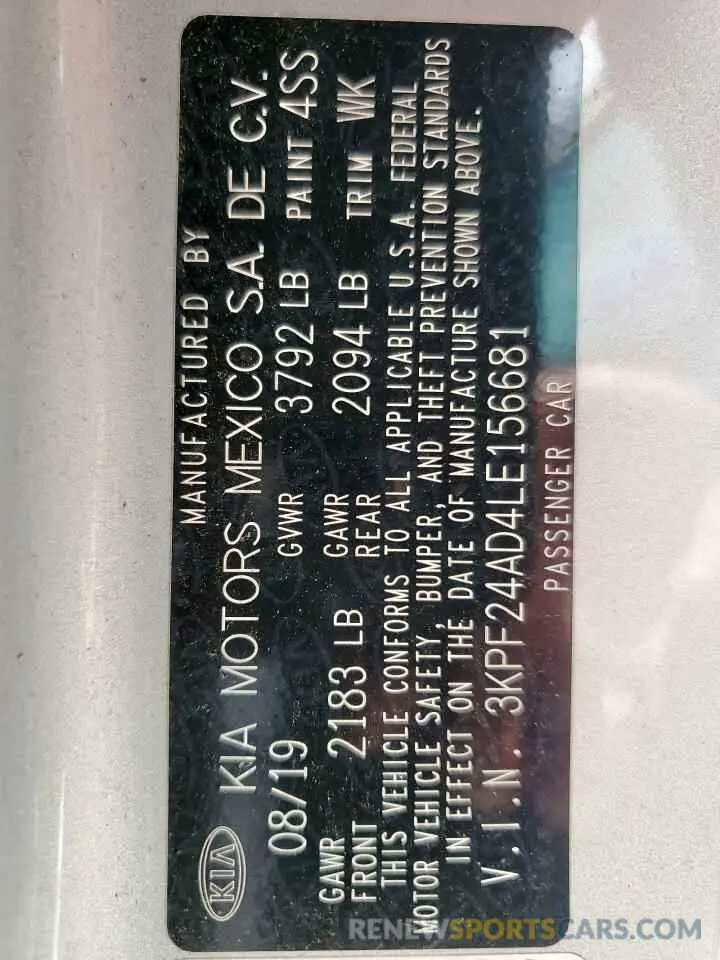 MANUFACTURED BY
KIA KIA MOTORS MEXICO S.A. DE C.V.
08/19 GVWR 3792 LB PAINT 4SS
GAWR FRONT 2183 LB GAWR REAR 2094 LB TRIM WK
THIS VEHICLE CONFORMS TO ALL APPLICABLE U.S.A. FEDERAL
MOTOR VEHICLE SAFETY, BUMPER, AND THEFT PREVENTION STANDARDS
IN EFFECT ON THE DATE OF MANUFACTURE SHOWN ABOVE.
V.I.N. 3KPF24AD4LE156681
PASSENGER CAR
RENEWSPORTSCARS.COM